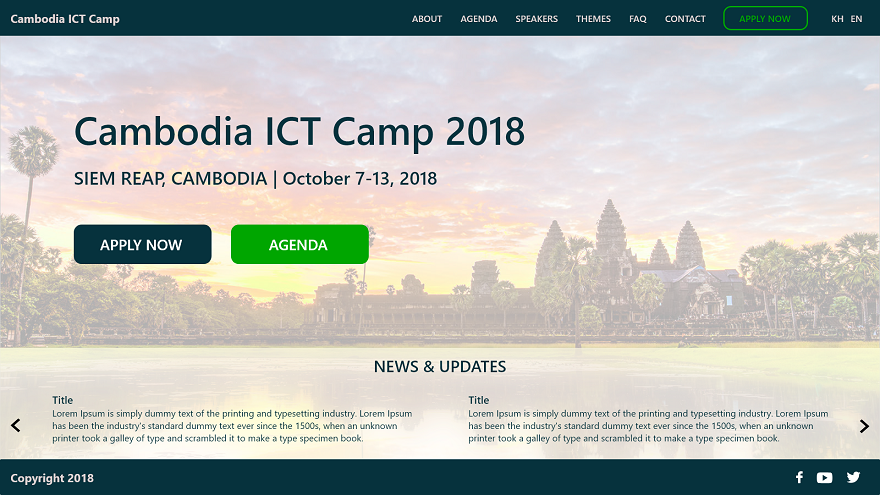 Cambodia ICT Camp
ABOUT AGENDA SPEAKERS THEMES FAQ CONTACT APPLY NOW KH EN
Cambodia ICT Camp 2018
SIEM REAP, CAMBODIA | October 7-13, 2018
APPLY NOW AGENDA
NEWS & UPDATES
Title
Lorem Ipsum is simply dummy text of the printing and typesetting industry. Lorem Ipsum
has been the industry's standard dummy text ever since the 1500s, when an unknown
printer took a galley of type and scrambled it to make a type specimen book.
Title
Lorem Ipsum is simply dummy text of the printing and typesetting industry. Lorem Ipsum
has been the industry's standard dummy text ever since the 1500s, when an unknown
printer took a galley of type and scrambled it to make a type specimen book.
Copyright 2018